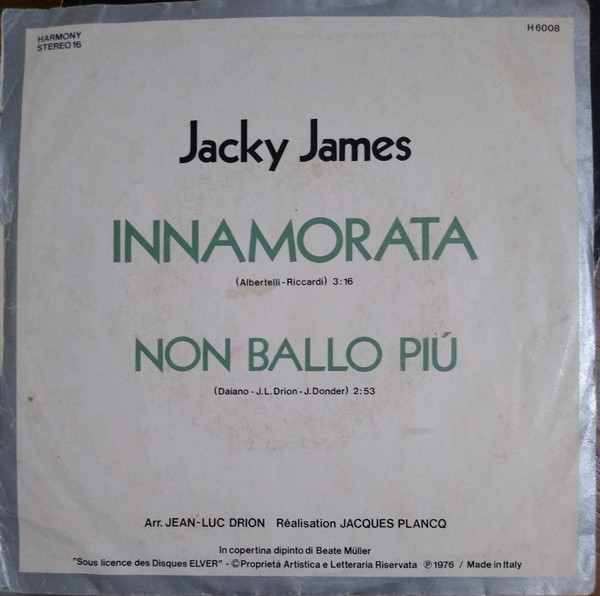 HARMONY
STEREO 16
H 6008
Jacky James
INNAMORATA
(Albertelli - Riccardi) 3:16
NON BALLO PIÚ
(Daiano - J.L. Drion - J. Donder) 2:53
Arr. JEAN-LUC DRION Réalisation JACQUES PLANCQ
In copertina dipinto di Beate Müller
"Sous licence des Disques ELVER" - ©Proprietá Artistica e Letteraria Riservata ℗ 1976 / Made in Italy